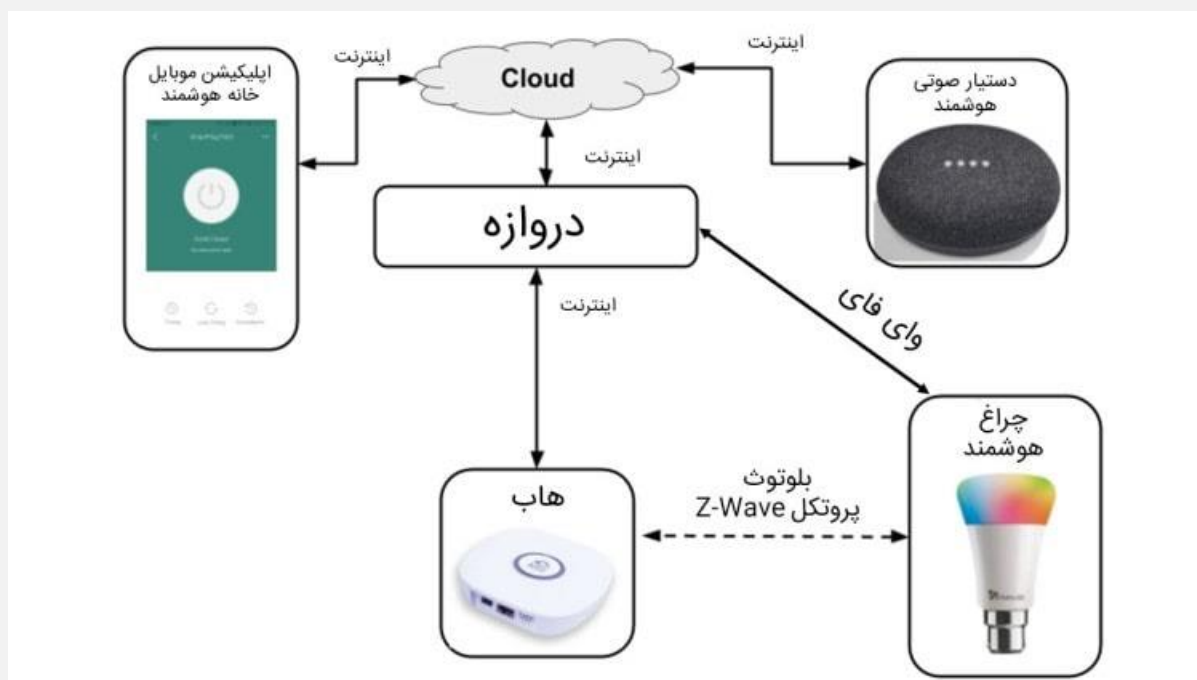 اینترنت
اینترنت
Cloud
اپلیکیشن موبایل
خانه هوشمند
دستیار صوتی
هوشمند
اینترنت
دروازه
اینترنت
وای فای
چراغ
هوشمند
هاب
بلوتوث
پروتکل Z-Wave